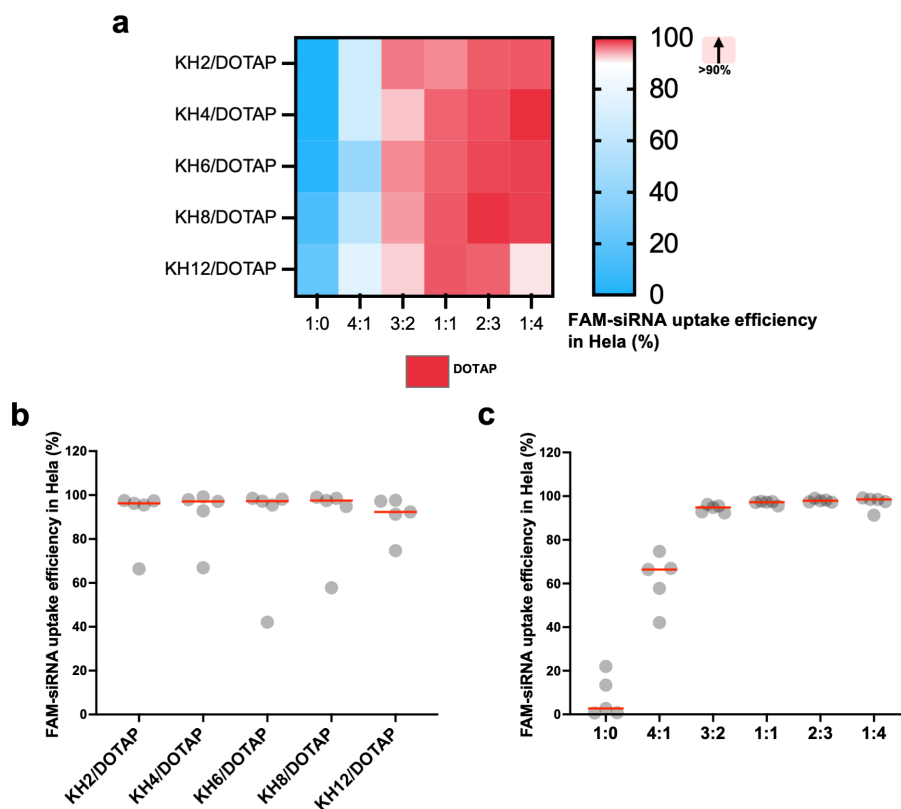 a
KH2/DOTAP
KH4/DOTAP
KH6/DOTAP
KH8/DOTAP
KH12/DOTAP
1:0 4:1 3:2 1:1 2:3 1:4
100
80
60
40
20
0
>90%
FAM-siRNA uptake efficiency
in Hela (%)
DOTAP
b
FAM-siRNA uptake efficiency in Hela (%)
120
100
80
60
40
20
0
KH2/DOTAP
KH4/DOTAP
KH6/DOTAP
KH8/DOTAP
KH12/DOTAP
c
FAM-siRNA uptake efficiency in Hela (%)
120
100
80
60
40
20
0
1:0 4:1 3:2 1:1 2:3 1:4